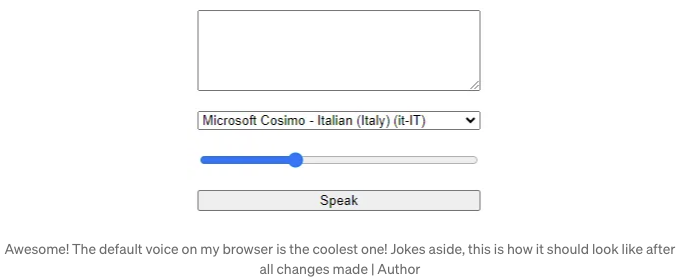 Microsoft Cosimo - Italian (Italy) (it-IT)
Speak
Awesome! The default voice on my browser is the coolest one! Jokes aside, this is how it should look like after
all changes made | Author